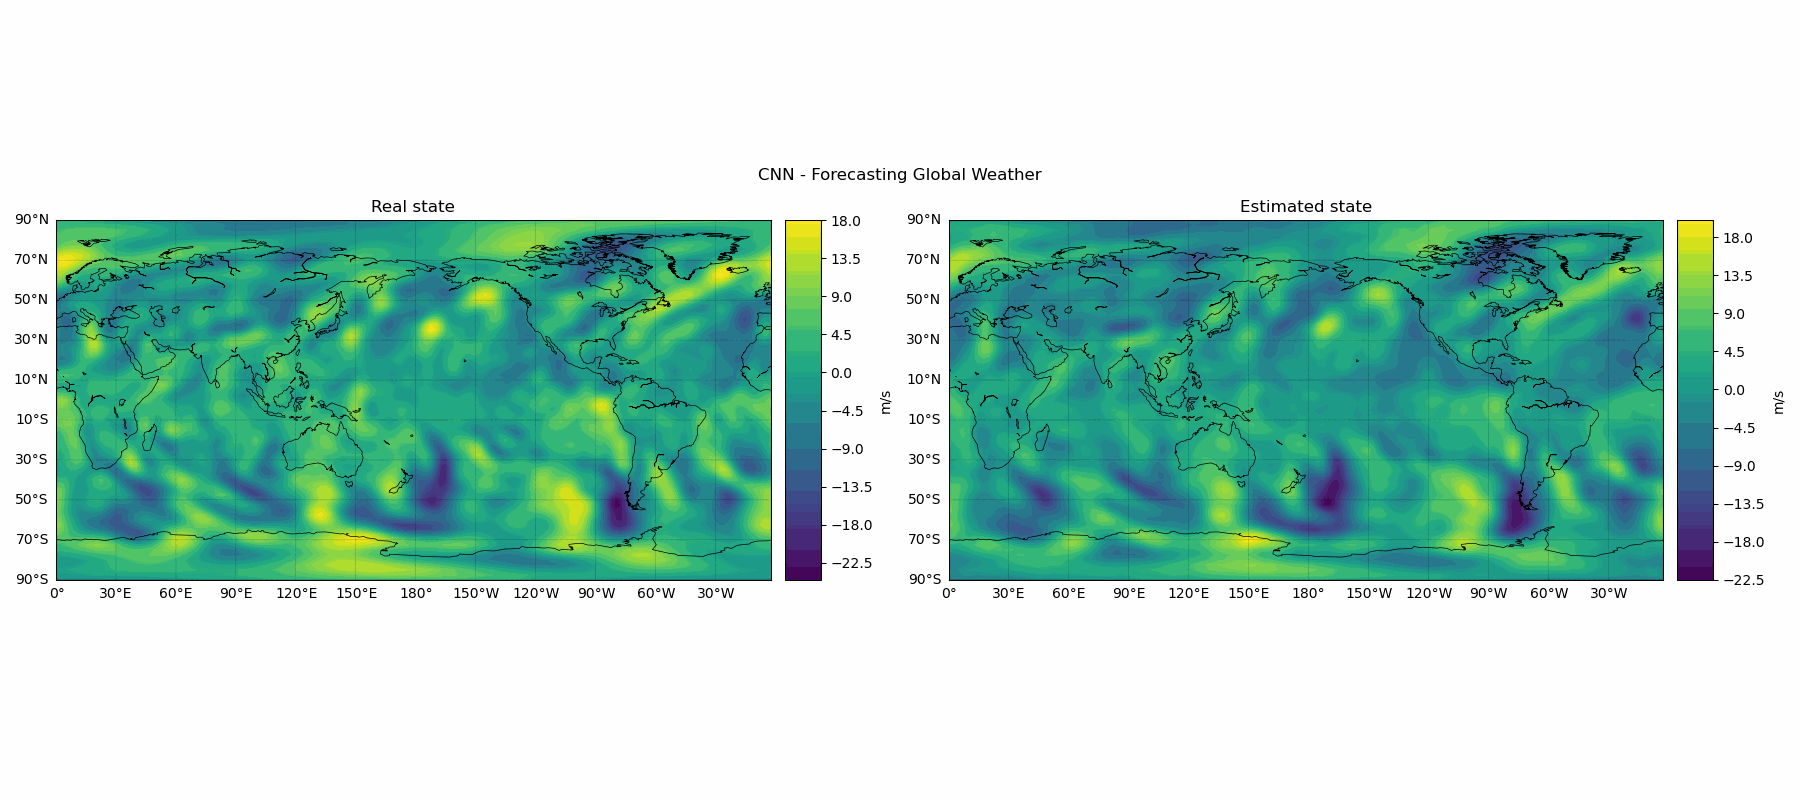 CNN - Forecasting Global Weather
Real state
90°N
70°N
50°N
30°N
10°N
10°S
30°S
50°S
70°S
90°S
0° 30°E 60°E 90°E 120°E 150°E 180° 150°W 120°W 90°W 60°W 30°W
18.0
13.5
9.0
4.5
0.0
−4.5
−9.0
−13.5
−18.0
−22.5
m/s
Estimated state
90°N
70°N
50°N
30°N
10°N
10°S
30°S
50°S
70°S
90°S
0° 30°E 60°E 90°E 120°E 150°E 180° 150°W 120°W 90°W 60°W 30°W
18.0
13.5
9.0
4.5
0.0
−4.5
−9.0
−13.5
−18.0
−22.5
m/s